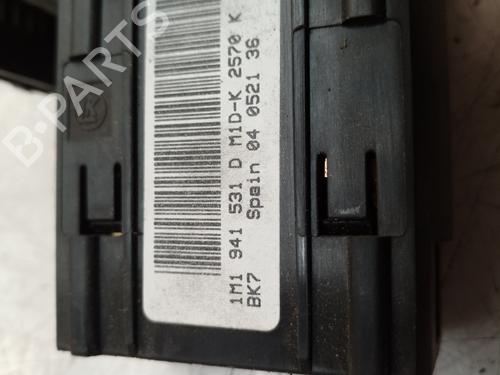 1M1 941 531 D M1D-K 2570 K
BK7 Spain 04 0521 36
B-PARTS